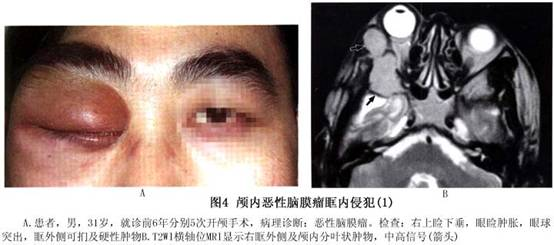 A
B
图4 颅内恶性脑膜瘤眶内侵犯(1)
A.患者，男，31岁，就诊前6年分别5次开颅手术，病理诊断：恶性脑膜瘤。检查：右上睑下垂，眼睑肿胀，眼球
突出，眶外侧可扪及硬性肿物B.T2WI横轴位MRI显示右眶外侧及颅内分叶状肿物，中高信号(箭头)